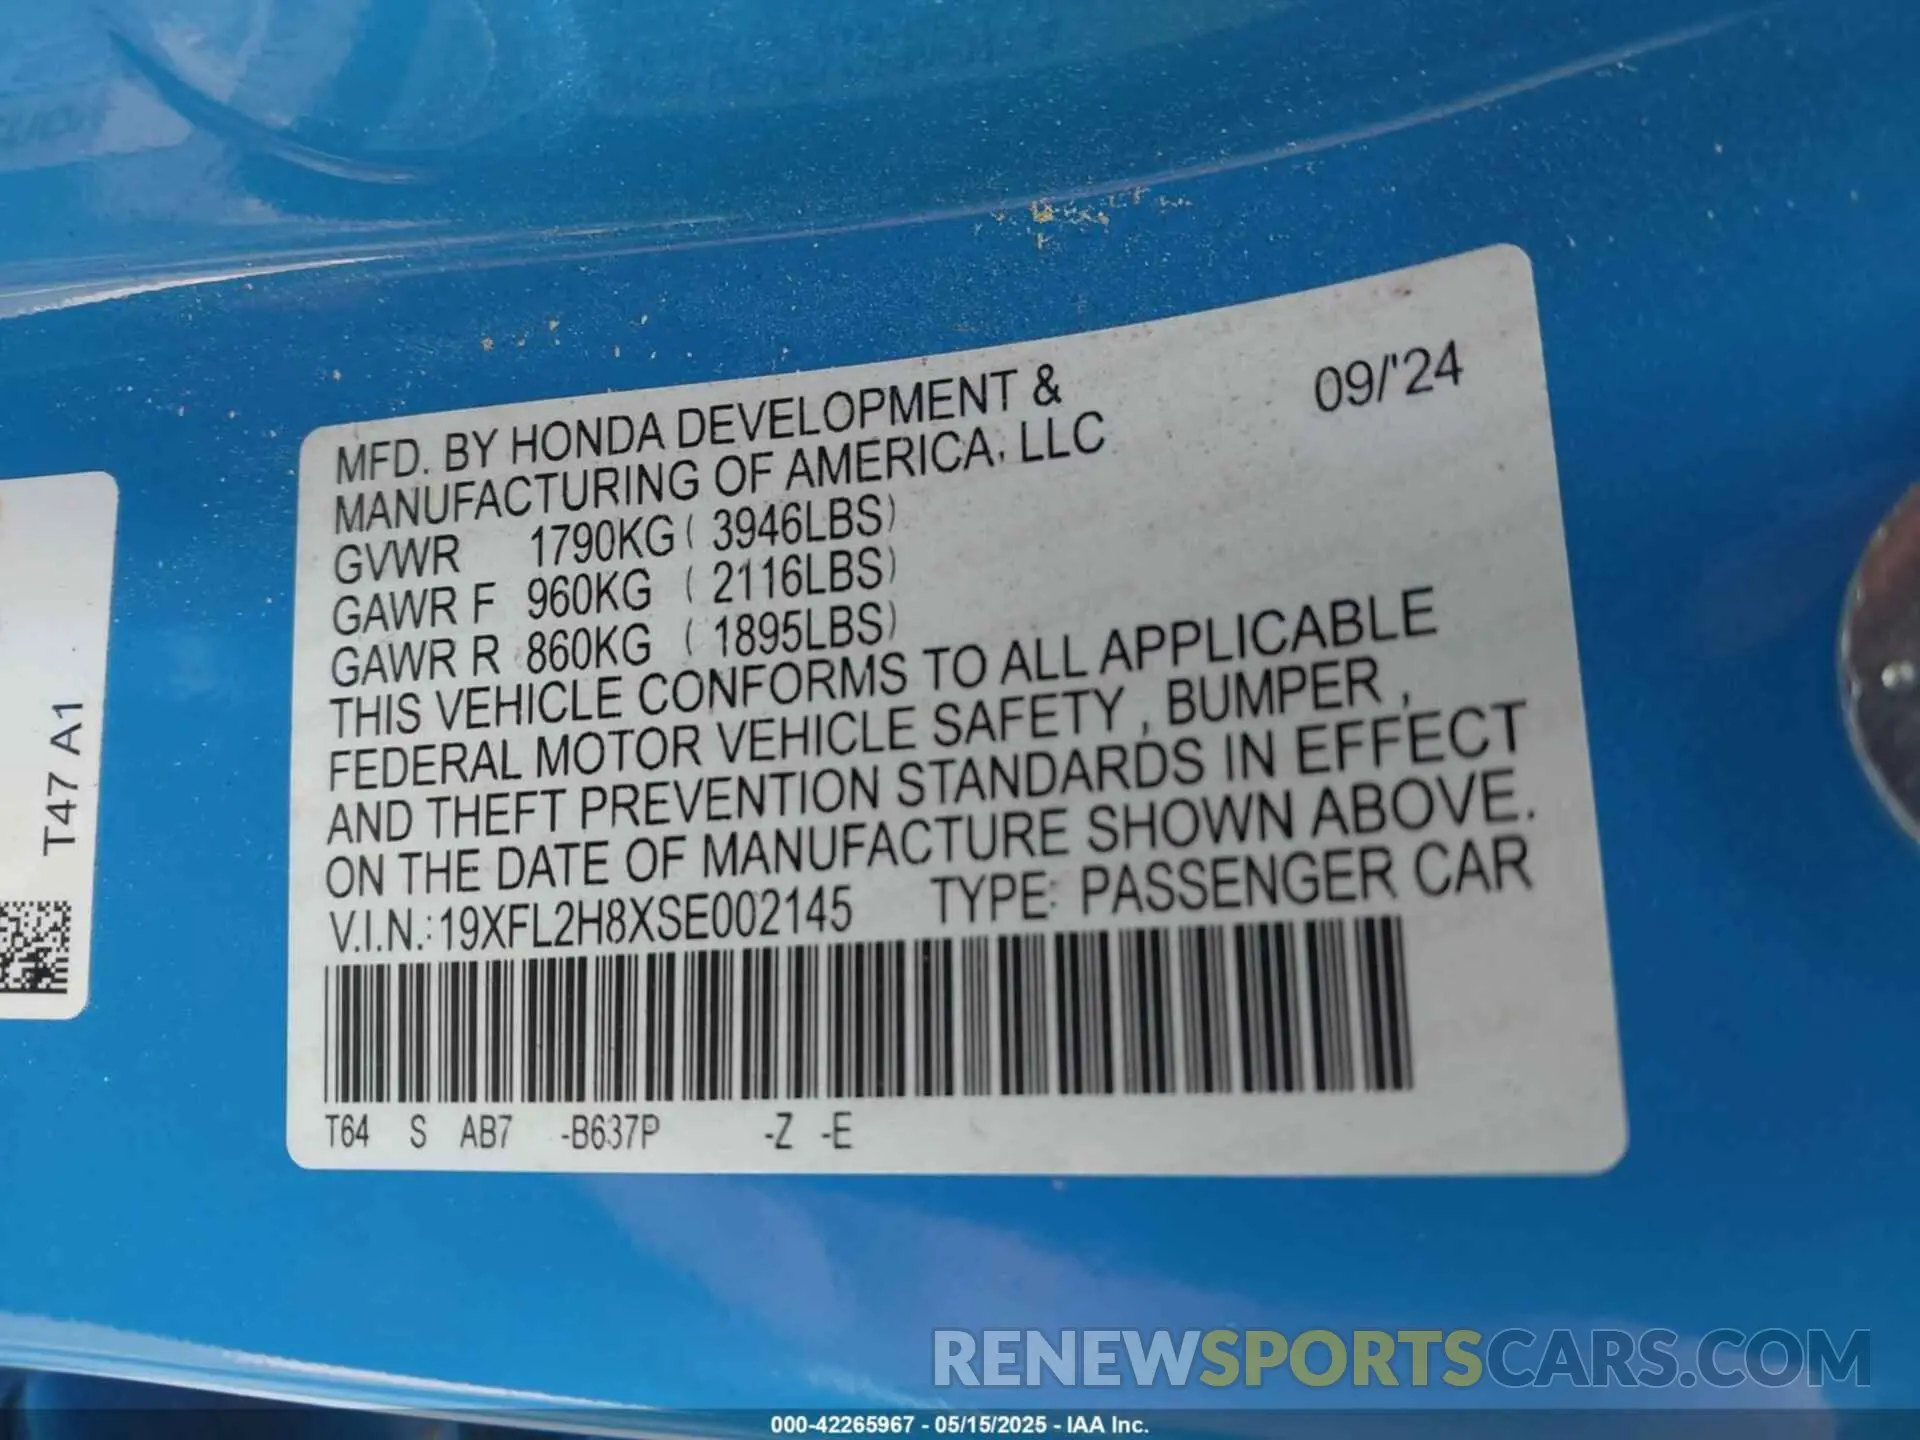 MFD. BY HONDA DEVELOPMENT & 09/'24
MANUFACTURING OF AMERICA, LLC
GVWR 1790KG ( 3946LBS)
GAWR F 960KG ( 2116LBS)
GAWR R 860KG ( 1895LBS)
THIS VEHICLE CONFORMS TO ALL APPLICABLE
FEDERAL MOTOR VEHICLE SAFETY , BUMPER ,
AND THEFT PREVENTION STANDARDS IN EFFECT
ON THE DATE OF MANUFACTURE SHOWN ABOVE.
V.I.N.: 19XFL2H8XSE002145 TYPE: PASSENGER CAR
T64 S AB7 -B637P -Z -E
T47 A1
RENEWSPORTSCARS.COM
000-42265967 - 05/15/2025 - IAA Inc.